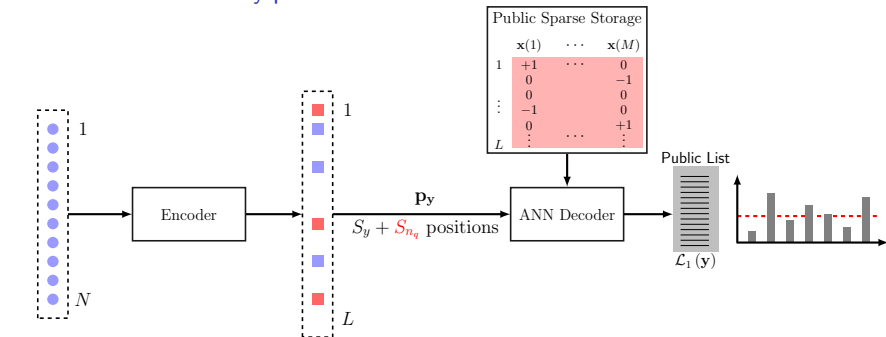 Public Sparse Storage
x(1) ··· x(M)
1 +1 ··· 0
0 −1
0 0
⋮ −1 0
0 +1
L ⋮ ··· ⋮
1
N
Encoder
1
L
p_y
S_y + S_{n_q} positions
ANN Decoder
Public List
ℒ_1 (y)